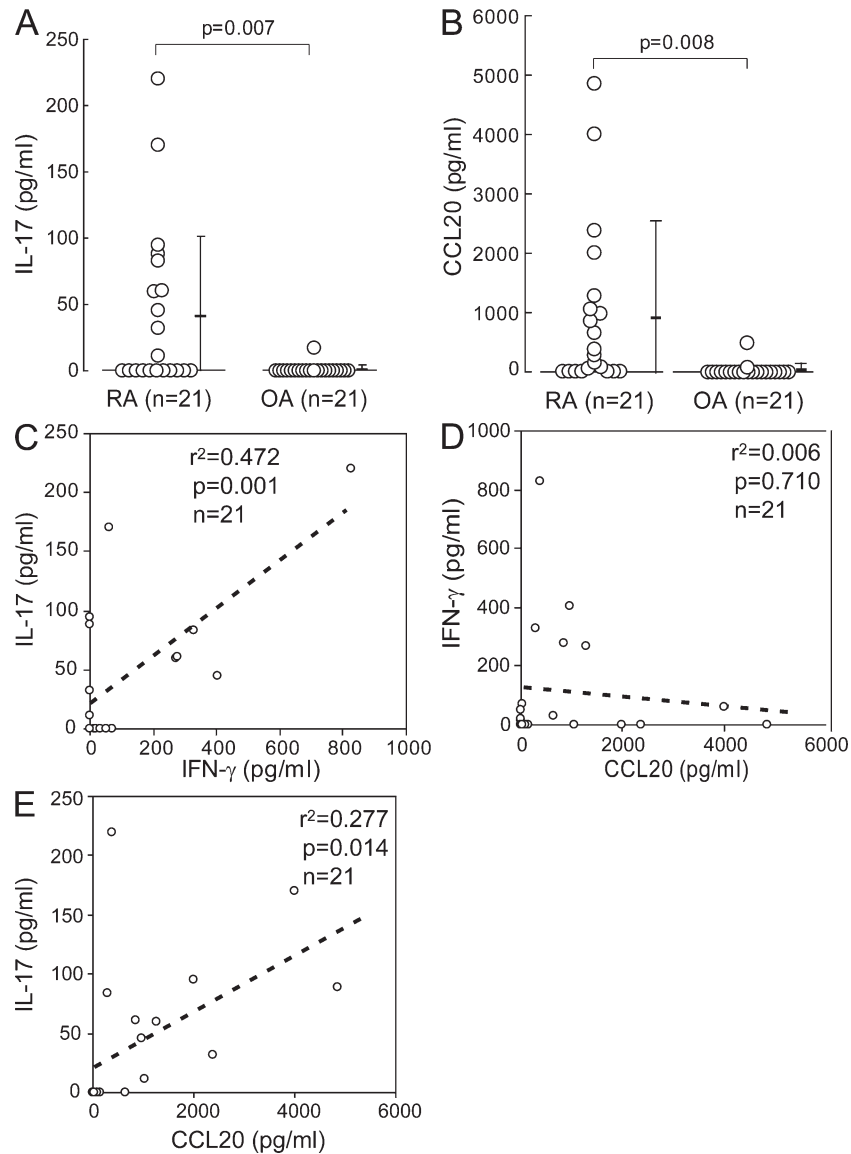 A
p=0.007
250
200
150
100
50
0
IL-17 (pg/ml)
RA (n=21)
OA (n=21)
B
p=0.008
6000
5000
4000
3000
2000
1000
0
CCL20 (pg/ml)
RA (n=21)
OA (n=21)
C
r²=0.472
p=0.001
n=21
250
200
150
100
50
0
IL-17 (pg/ml)
0 200 400 600 800 1000
IFN-γ (pg/ml)
D
r²=0.006
p=0.710
n=21
1000
800
600
400
200
0
IFN-γ (pg/ml)
0 2000 4000 6000
CCL20 (pg/ml)
E
r²=0.277
p=0.014
n=21
250
200
150
100
50
0
IL-17 (pg/ml)
0 2000 4000 6000
CCL20 (pg/ml)